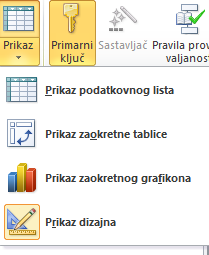 Prikaz
Primarni
ključ
Sastavljač
Pravila prov
valjanost
Prikaz podatkovnog lista
Prikaz zaokretne tablice
Prikaz zaokretnog grafikona
Prikaz dizajna